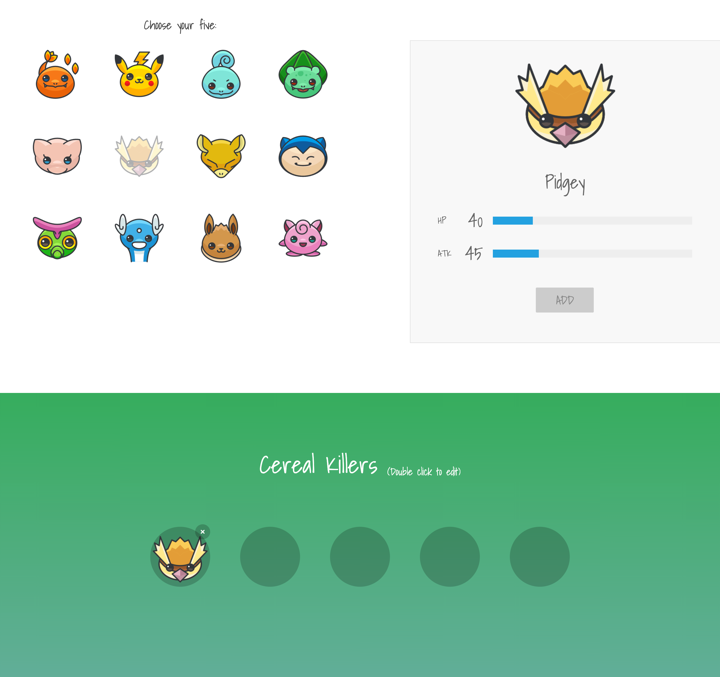 Choose your five:
Pidgey
HP 40
ATK 45
ADD
Cereal Killers (Double click to edit)
×